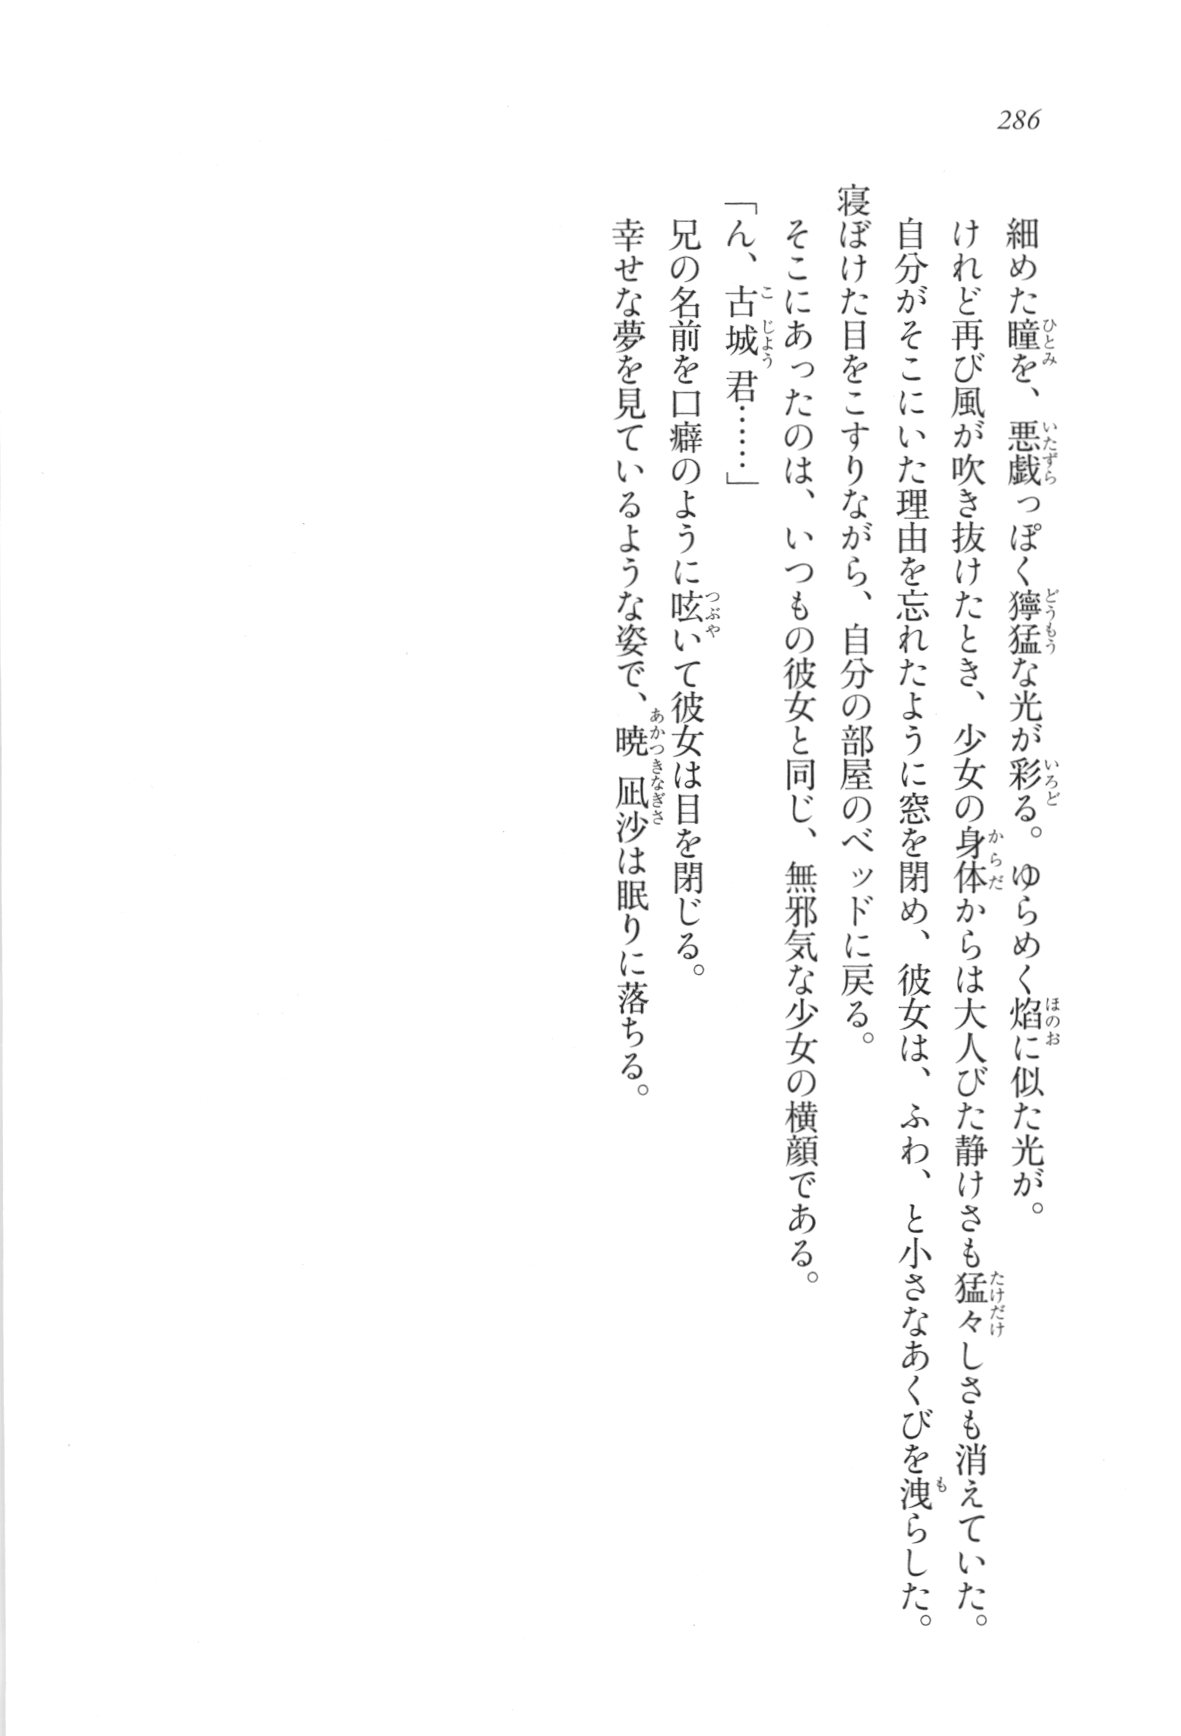 286
細めた瞳を、悪戯っぽく獰猛な光が彩る。ゆらめく焰に似た光が。
けれど再び風が吹き抜けたとき、少女の身体からは大人びた静けさも猛々しさも消えていた。
自分がそこにいた理由を忘れたように窓を閉め、彼女は、ふわ、と小さなあくびを洩らした。
寝ぼけた目をこすりながら、自分の部屋のベッドに戻る。
そこにあったのは、いつもの彼女と同じ、無邪気な少女の横顔である。
「ん、古城君……」
兄の名前を口癖のように呟いて彼女は目を閉じる。
幸せな夢を見ているような姿で、暁凪沙は眠りに落ちる。